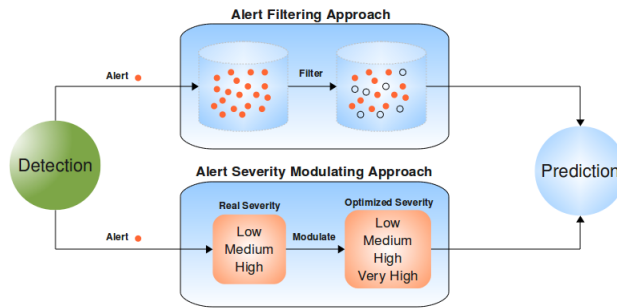 Alert Filtering Approach
Alert
Filter
Detection
Prediction
Alert Severity Modulating Approach
Real Severity
Optimized Severity
Alert
Low
Medium
High
Modulate
Low
Medium
High
Very High